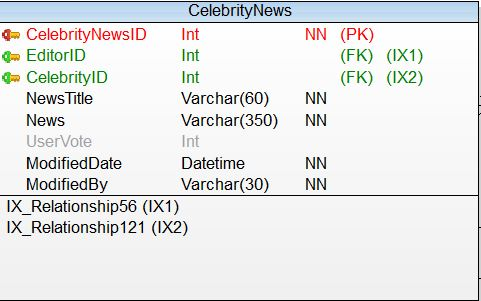 CelebrityNews
CelebrityNewsID Int NN (PK)
EditorID Int (FK) (IX1)
CelebrityID Int (FK) (IX2)
NewsTitle Varchar(60) NN
News Varchar(350) NN
UserVote Int
ModifiedDate Datetime NN
ModifiedBy Varchar(30) NN
IX_Relationship56 (IX1)
IX_Relationship121 (IX2)